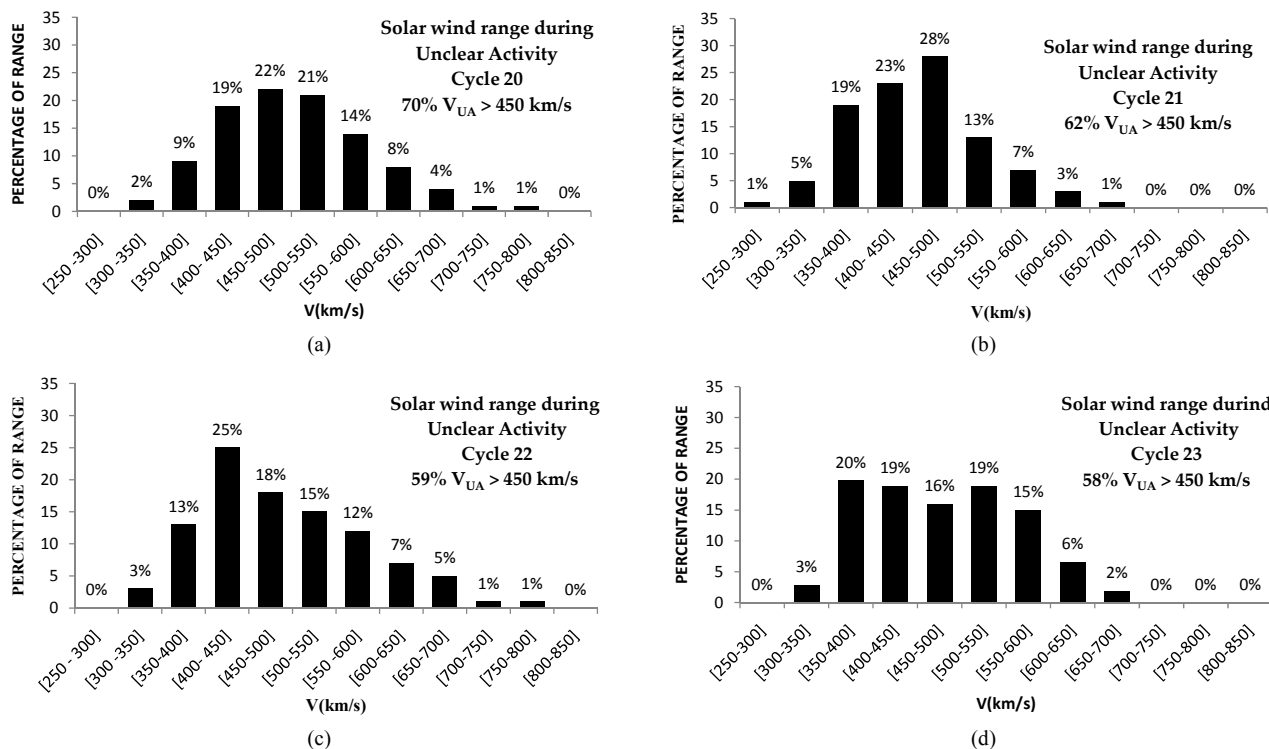 35
30
25
20
15
10
5
0
PERCENTAGE OF RANGE
Solar wind range during
Unclear Activity
Cycle 20
70% VUA > 450 km/s
0% 2% 9% 19% 22% 21% 14% 8% 4% 1% 1% 0%
[250 -300] [300 -350] [350-400] [400- 450] [450-500] [500-550] [550 -600] [600-650] [650-700] [700-750] [750-800] [800-850]
V(km/s)
(a)
35
30
25
20
15
10
5
0
PERCENTAGE OF RANGE
Solar wind range during
Unclear Activity
Cycle 21
62% VUA > 450 km/s
1% 5% 19% 23% 28% 13% 7% 3% 1% 0% 0% 0%
[250 -300] [300 -350] [350-400] [400- 450] [450-500] [500-550] [550 -600] [600-650] [650-700] [700-750] [750-800] [800-850]
V(km/s)
(b)
35
30
25
20
15
10
5
0
PERCENTAGE OF RANGE
Solar wind range during
Unclear Activity
Cycle 22
59% VUA > 450 km/s
0% 3% 13% 25% 18% 15% 12% 7% 5% 1% 1% 0%
[250 - 300] [300 -350] [350-400] [400- 450] [450-500] [500-550] [550 -600] [600-650] [650-700] [700-750] [750-800] [800-850]
V(km/s)
(c)
35
30
25
20
15
10
5
0
PERCENTAGE OF RANGE
Solar wind range durind
Unclear Activity
Cycle 23
58% VUA > 450 km/s
0% 3% 20% 19% 16% 19% 15% 6% 2% 0% 0% 0%
[250-300] [300-350] [350-400] [400-450] [450-500] [500-550] [550-600] [600-650] [650-700] [700-750] [750-800] [800-850]
V(km/s)
(d)